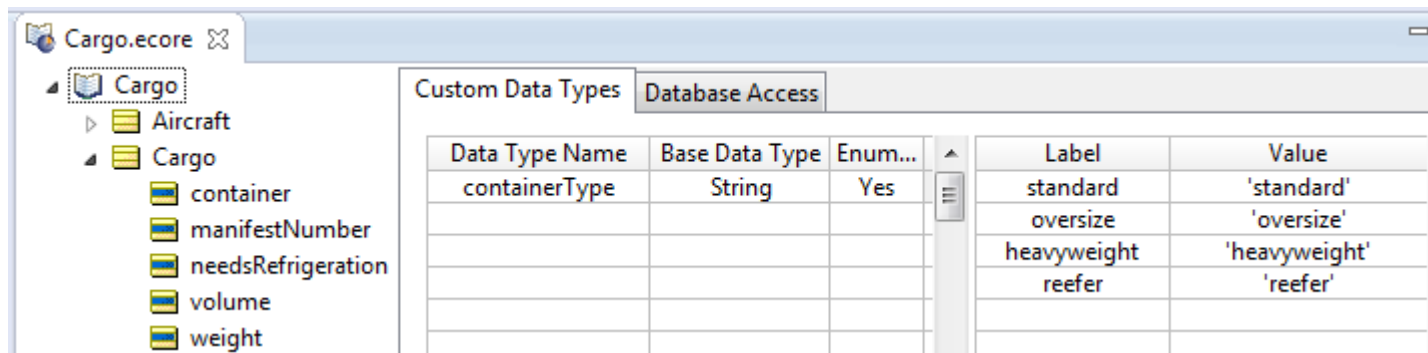 Cargo.ecore
Cargo
Aircraft
Cargo
container
manifestNumber
needsRefrigeration
volume
weight
Custom Data Types Database Access
Data Type Name Base Data Type Enum... Label Value
containerType String Yes standard 'standard'
oversize 'oversize'
heavyweight 'heavyweight'
reefer 'reefer'